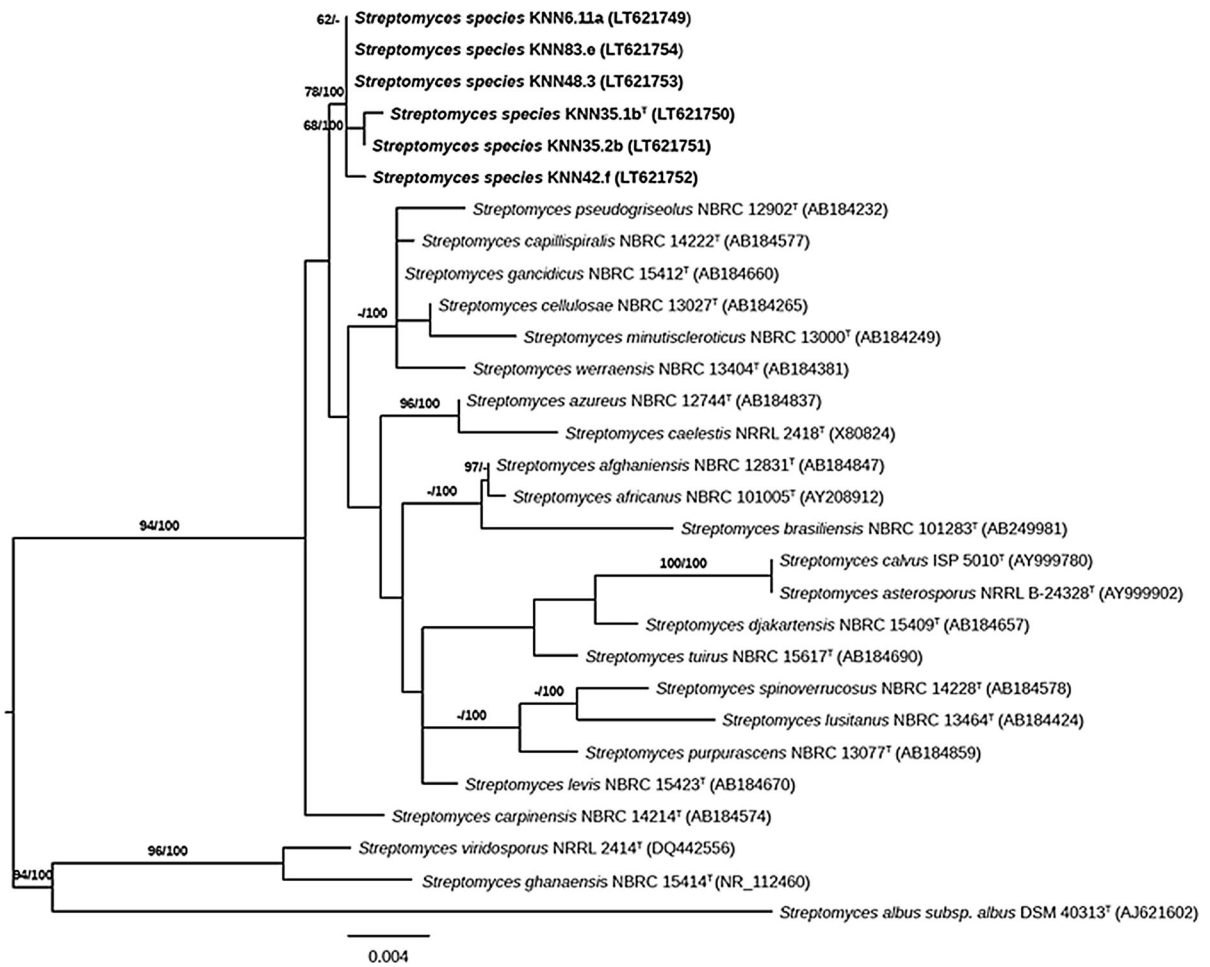 62/-
Streptomyces species KNN6.11a (LT621749)
Streptomyces species KNN83.e (LT621754)
Streptomyces species KNN48.3 (LT621753)
78/100
68/100
Streptomyces species KNN35.1bᵀ (LT621750)
Streptomyces species KNN35.2b (LT621751)
Streptomyces species KNN42.f (LT621752)
Streptomyces pseudogriseolus NBRC 12902ᵀ (AB184232)
Streptomyces capillispiralis NBRC 14222ᵀ (AB184577)
Streptomyces gancidicus NBRC 15412ᵀ (AB184660)
-/100
Streptomyces cellulosae NBRC 13027ᵀ (AB184265)
Streptomyces minutiscleroticus NBRC 13000ᵀ (AB184249)
Streptomyces werraensis NBRC 13404ᵀ (AB184381)
96/100
Streptomyces azureus NBRC 12744ᵀ (AB184837)
Streptomyces caelestis NRRL 2418ᵀ (X80824)
97/-
Streptomyces afghaniensis NBRC 12831ᵀ (AB184847)
-/100
Streptomyces africanus NBRC 101005ᵀ (AY208912)
Streptomyces brasiliensis NBRC 101283ᵀ (AB249981)
94/100
100/100
Streptomyces calvus ISP 5010ᵀ (AY999780)
Streptomyces asterosporus NRRL B-24328ᵀ (AY999902)
Streptomyces djakartensis NBRC 15409ᵀ (AB184657)
Streptomyces tuirus NBRC 15617ᵀ (AB184690)
-/100
Streptomyces spinoverrucosus NBRC 14228ᵀ (AB184578)
-/100
Streptomyces lusitanus NBRC 13464ᵀ (AB184424)
Streptomyces purpurascens NBRC 13077ᵀ (AB184859)
Streptomyces levis NBRC 15423ᵀ (AB184670)
Streptomyces carpinensis NBRC 14214ᵀ (AB184574)
96/100
Streptomyces viridosporus NRRL 2414ᵀ (DQ442556)
94/100
Streptomyces ghanaensis NBRC 15414ᵀ (NR_112460)
Streptomyces albus subsp. albus DSM 40313ᵀ (AJ621602)
0.004